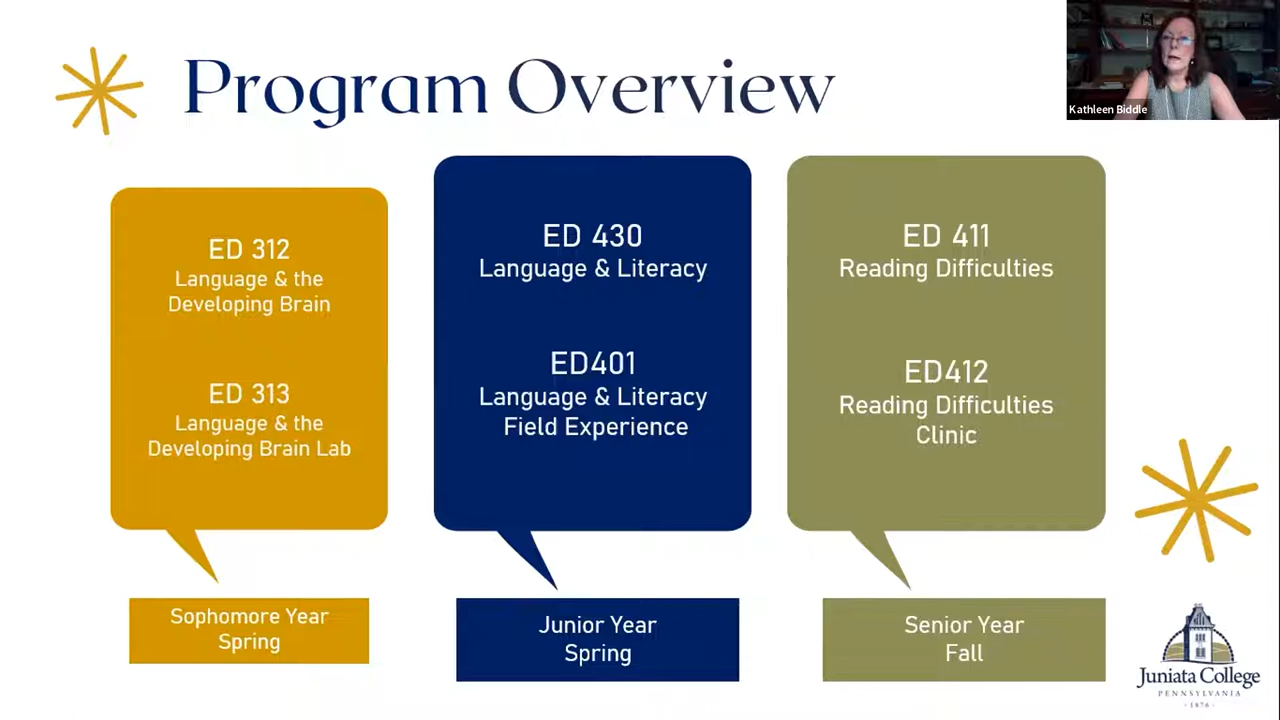 Program Overview
Kathleen Biddle
ED 312
Language & the
Developing Brain
ED 313
Language & the
Developing Brain Lab
Sophomore Year
Spring
ED 430
Language & Literacy
ED401
Language & Literacy
Field Experience
Junior Year
Spring
ED 411
Reading Difficulties
ED412
Reading Difficulties
Clinic
Senior Year
Fall
Juniata College
PENNSYLVANIA
· 1876 ·